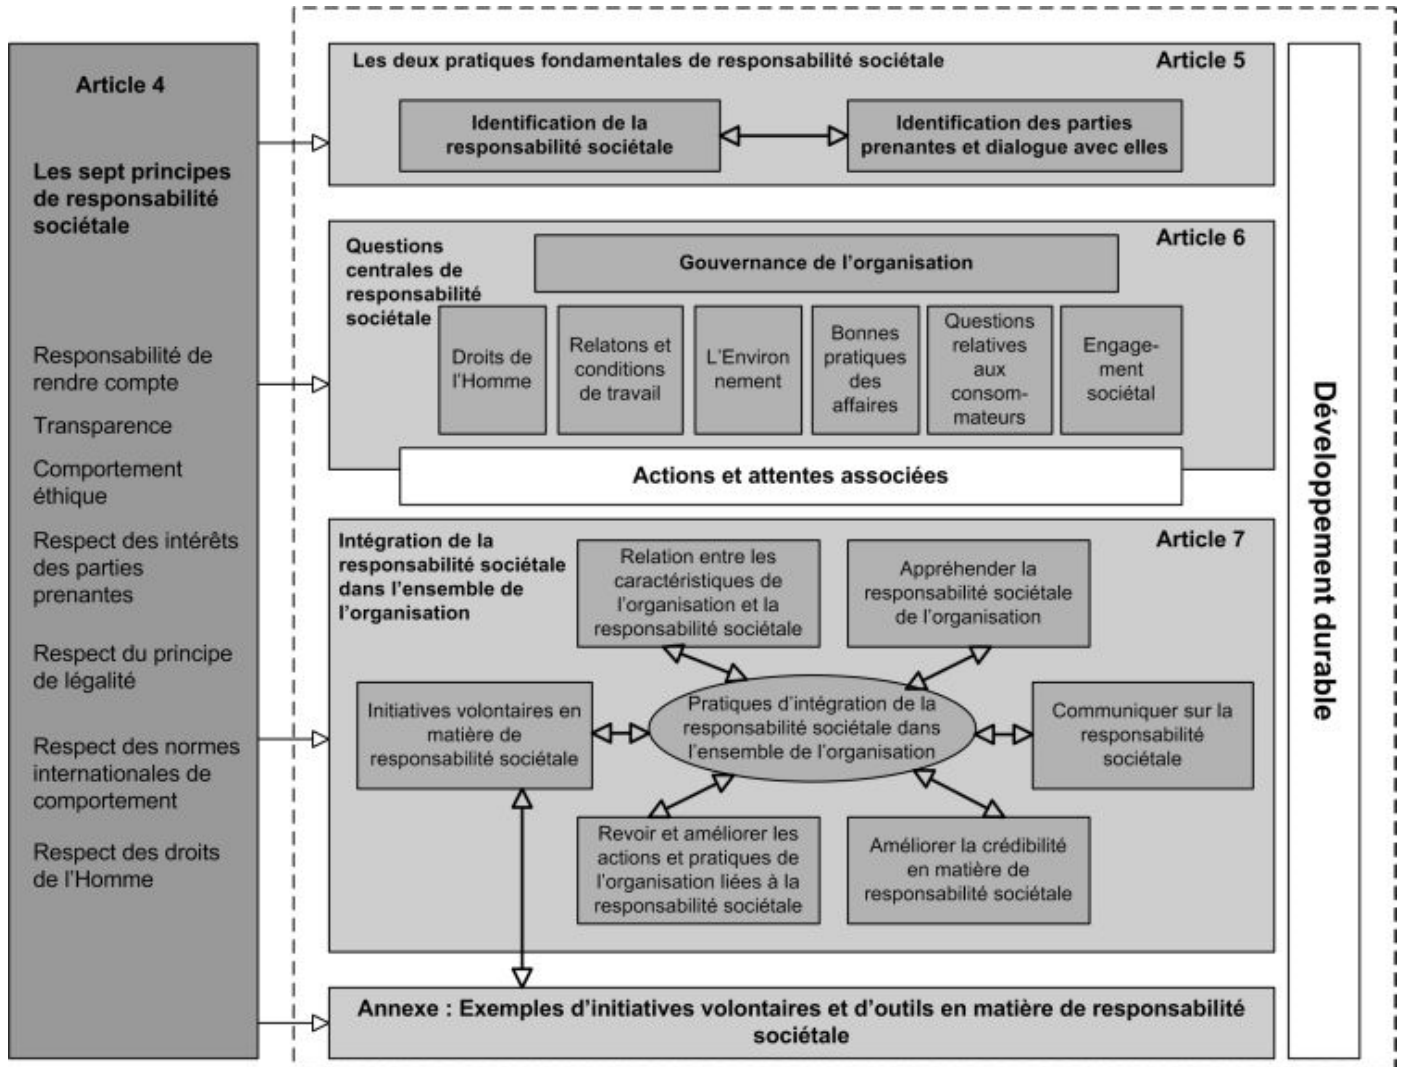 Article 4
Les sept principes
de responsabilité
sociétale
Responsabilité de
rendre compte
Transparence
Comportement
éthique
Respect des intérêts
des parties
prenantes
Respect du principe
de légalité
Respect des normes
internationales de
comportement
Respect des droits
de l'Homme
Les deux pratiques fondamentales de responsabilité sociétale
Article 5
Identification de la
responsabilité sociétale
Identification des parties
prenantes et dialogue avec elles
Questions
centrales de
responsabilité
sociétale
Article 6
Gouvernance de l'organisation
Droits de
l'Homme
Relatons et
conditions
de travail
L'Environ
nement
Bonnes
pratiques
des
affaires
Questions
relatives
aux
consom-
mateurs
Engage-
ment
sociétal
Actions et attentes associées
Intégration de la
responsabilité sociétale
dans l'ensemble de
l'organisation
Article 7
Relation entre les
caractéristiques de
l'organisation et la
responsabilité sociétale
Appréhender la
responsabilité sociétale
de l'organisation
Initiatives volontaires en
matière de
responsabilité sociétale
Pratiques d'intégration de la
responsabilité sociétale dans
l'ensemble de l'organisation
Communiquer sur la
responsabilité
sociétale
Revoir et améliorer les
actions et pratiques de
l'organisation liées à la
responsabilité sociétale
Améliorer la crédibilité
en matière de
responsabilité sociétale
Annexe : Exemples d'initiatives volontaires et d'outils en matière de responsabilité
sociétale
Développement durable